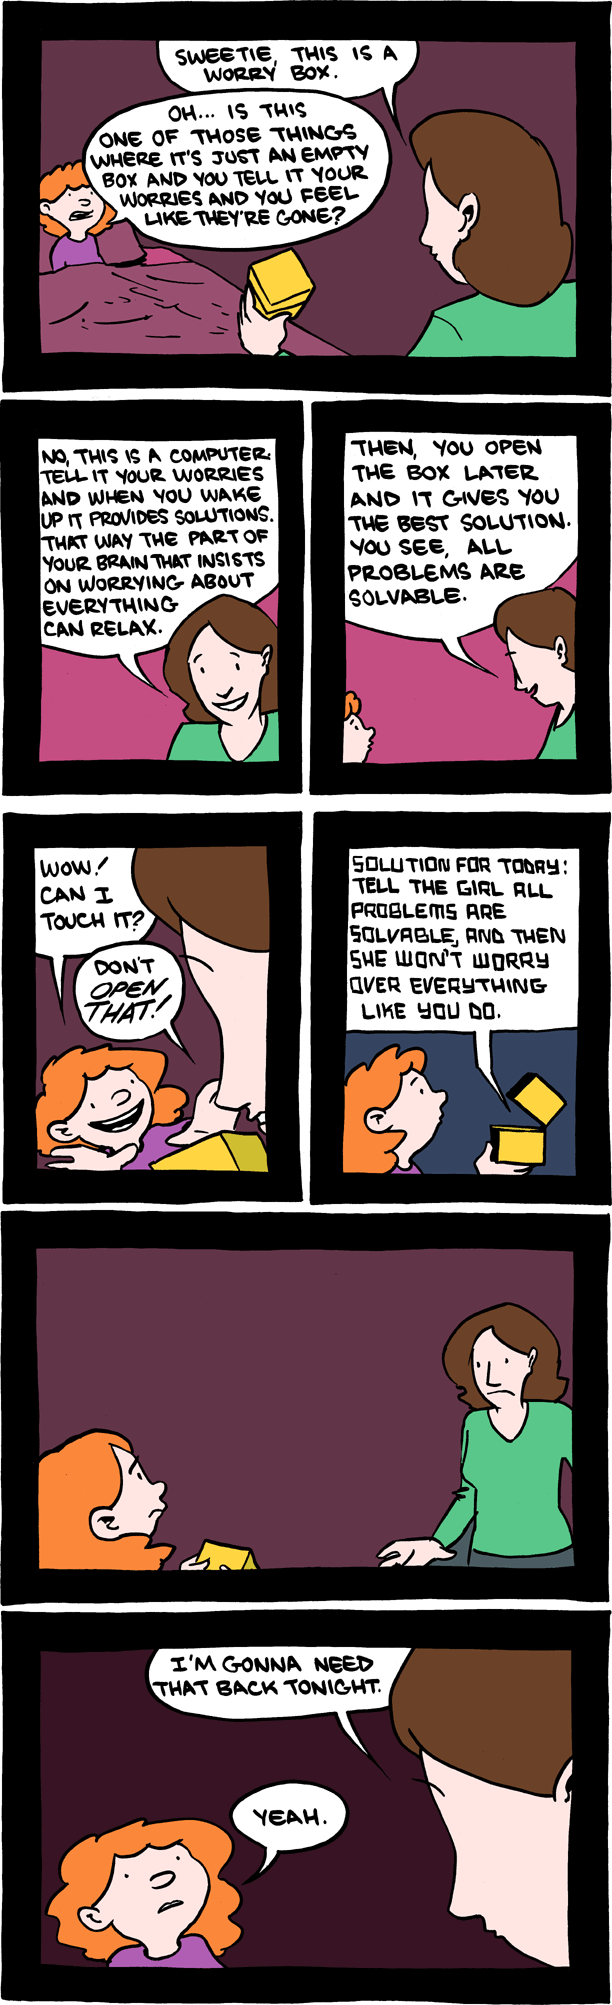 SWEETIE, THIS IS A
WORRY BOX.
OH... IS THIS
ONE OF THOSE THINGS
WHERE IT'S JUST AN EMPTY
BOX AND YOU TELL IT YOUR
WORRIES AND YOU FEEL
LIKE THEY'RE GONE?
NO, THIS IS A COMPUTER.
TELL IT YOUR WORRIES
AND WHEN YOU WAKE
UP IT PROVIDES SOLUTIONS.
THAT WAY THE PART OF
YOUR BRAIN THAT INSISTS
ON WORRYING ABOUT
EVERYTHING
CAN RELAX.
THEN, YOU OPEN
THE BOX LATER
AND IT GIVES YOU
THE BEST SOLUTION.
YOU SEE, ALL
PROBLEMS ARE
SOLVABLE.
WOW!
CAN I
TOUCH IT?
DON'T
OPEN
THAT!
SOLUTION FOR TODAY:
TELL THE GIRL ALL
PROBLEMS ARE
SOLVABLE, AND THEN
SHE WON'T WORRY
OVER EVERYTHING
LIKE YOU DO.
I'M GONNA NEED
THAT BACK TONIGHT.
YEAH.